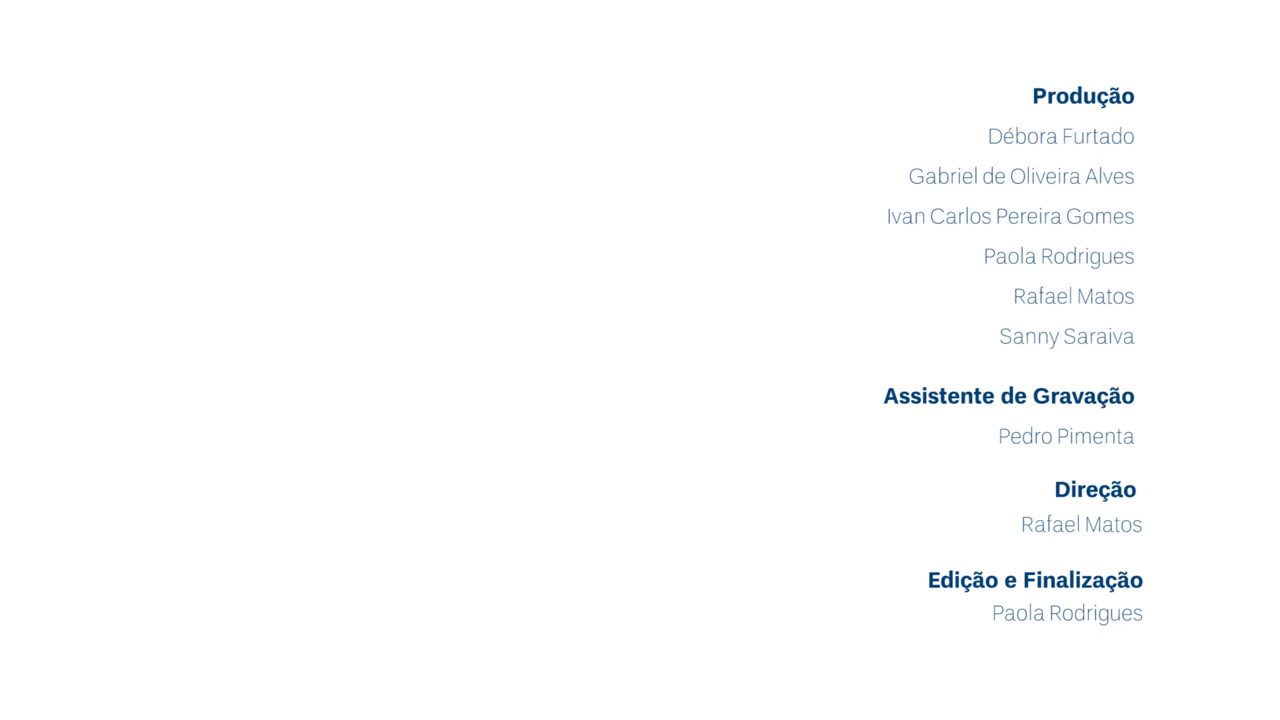 Produção
Débora Furtado
Gabriel de Oliveira Alves
Ivan Carlos Pereira Gomes
Paola Rodrigues
Rafael Matos
Sanny Saraiva
Assistente de Gravação
Pedro Pimenta
Direção
Rafael Matos
Edição e Finalização
Paola Rodrigues